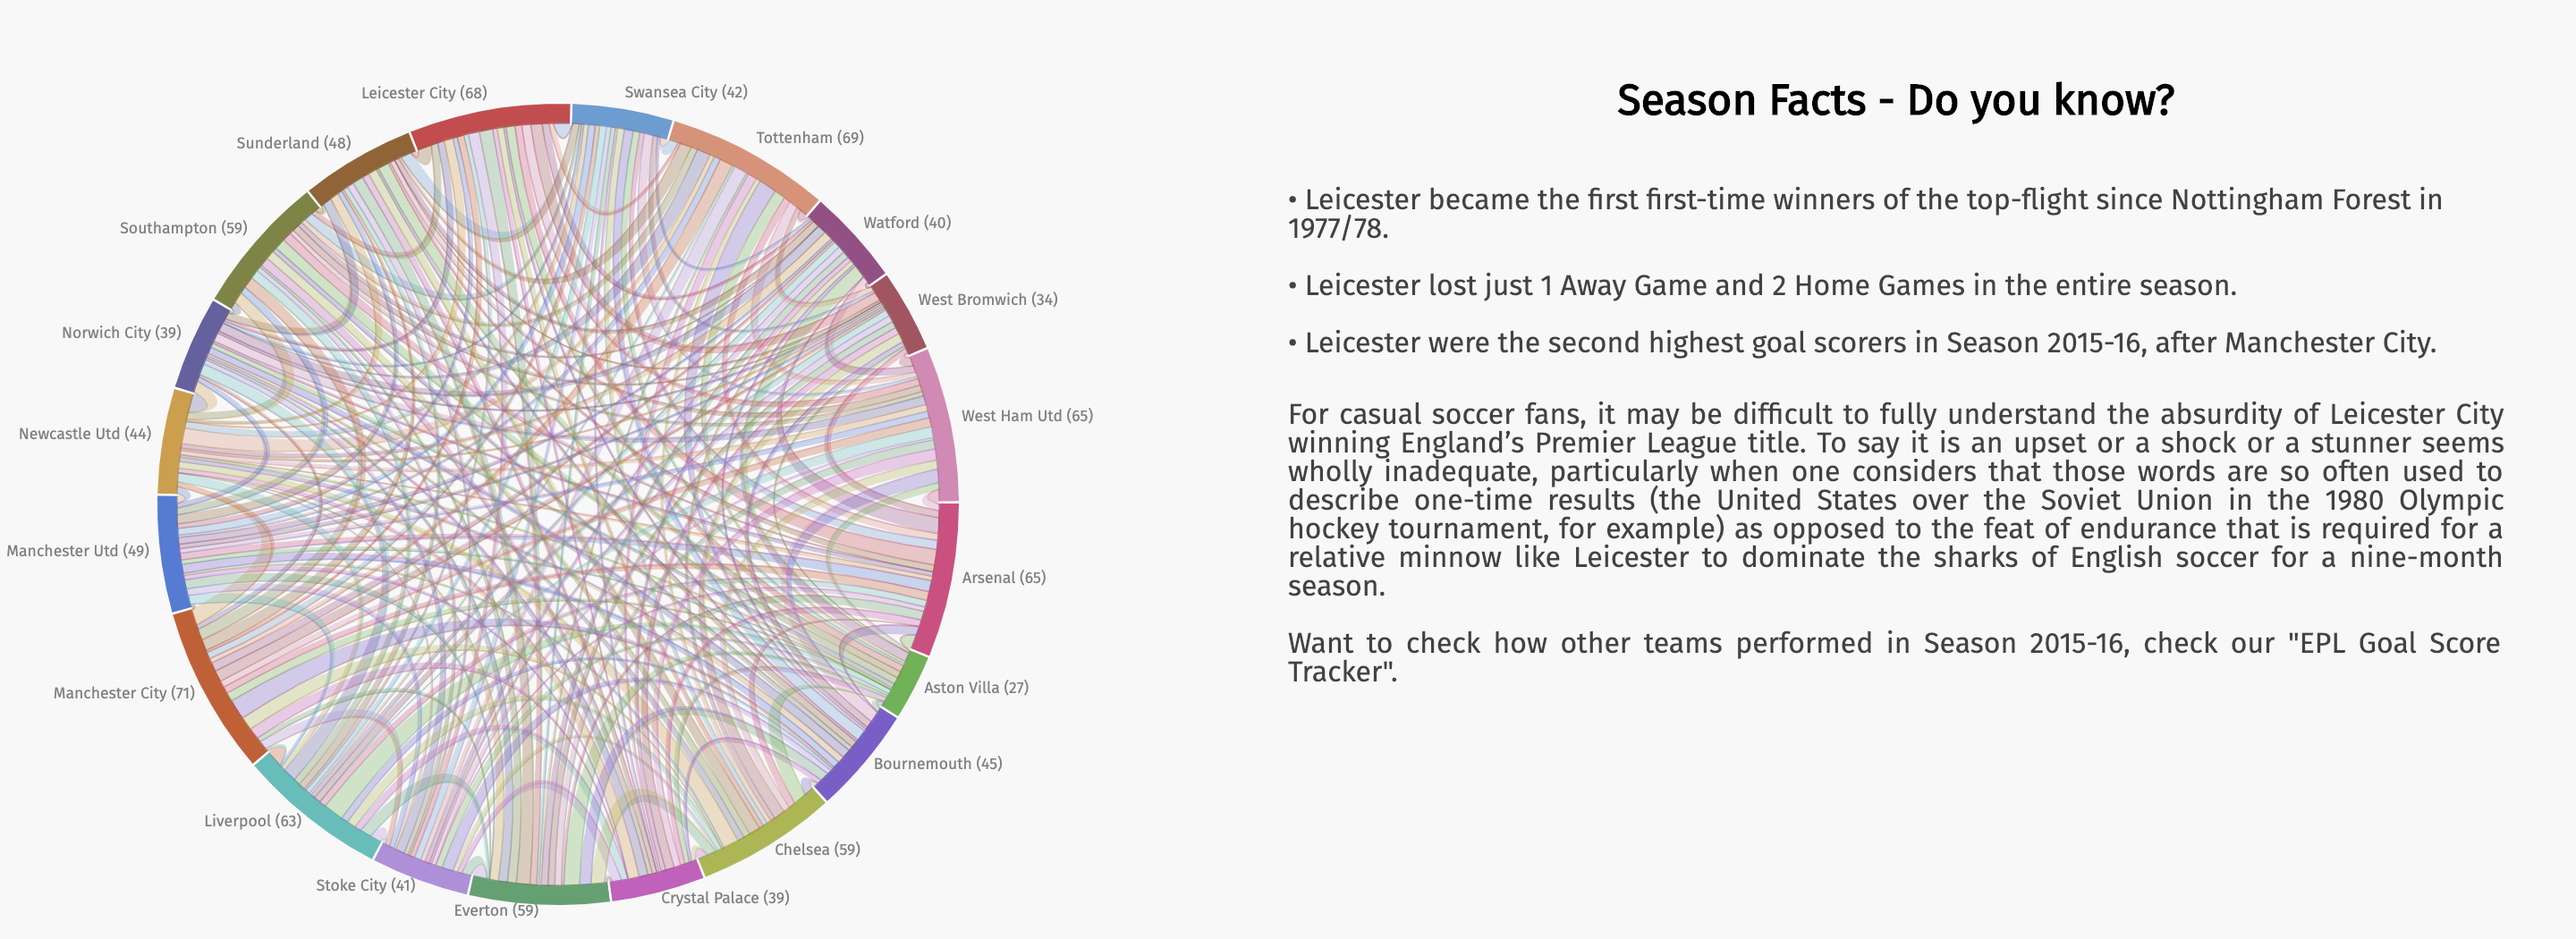 Leicester City (68)
Swansea City (42)
Sunderland (48)
Tottenham (69)
Southampton (59)
Watford (40)
Norwich City (39)
West Bromwich (34)
Newcastle Utd (44)
West Ham Utd (65)
Manchester Utd (49)
Arsenal (65)
Manchester City (71)
Aston Villa (27)
Liverpool (63)
Bournemouth (45)
Stoke City (41)
Chelsea (59)
Everton (59)
Crystal Palace (39)
Season Facts - Do you know?
• Leicester became the first first-time winners of the top-flight since Nottingham Forest in
1977/78.
• Leicester lost just 1 Away Game and 2 Home Games in the entire season.
• Leicester were the second highest goal scorers in Season 2015-16, after Manchester City.
For casual soccer fans, it may be difficult to fully understand the absurdity of Leicester City
winning England’s Premier League title. To say it is an upset or a shock or a stunner seems
wholly inadequate, particularly when one considers that those words are so often used to
describe one-time results (the United States over the Soviet Union in the 1980 Olympic
hockey tournament, for example) as opposed to the feat of endurance that is required for a
relative minnow like Leicester to dominate the sharks of English soccer for a nine-month
season.
Want to check how other teams performed in Season 2015-16, check our "EPL Goal Score
Tracker".